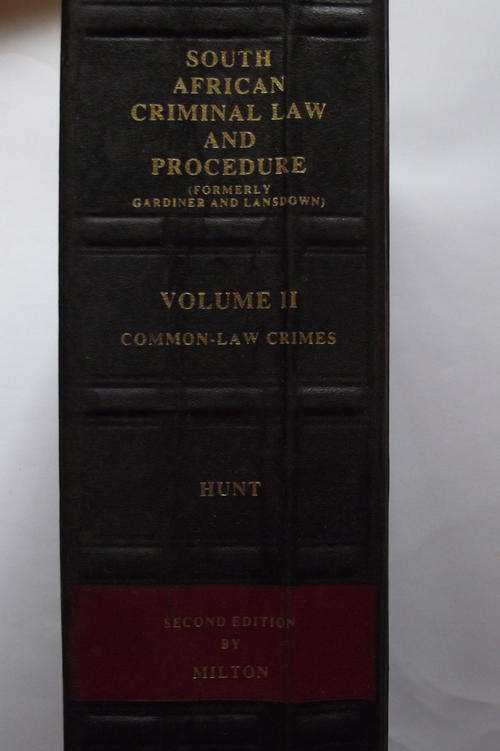 SOUTH
AFRICAN
CRIMINAL LAW
AND
PROCEDURE
(FORMERLY
GARDINER AND LANSDOWN)
VOLUME II
COMMON-LAW CRIMES
HUNT
SECOND EDITION
BY
MILTON